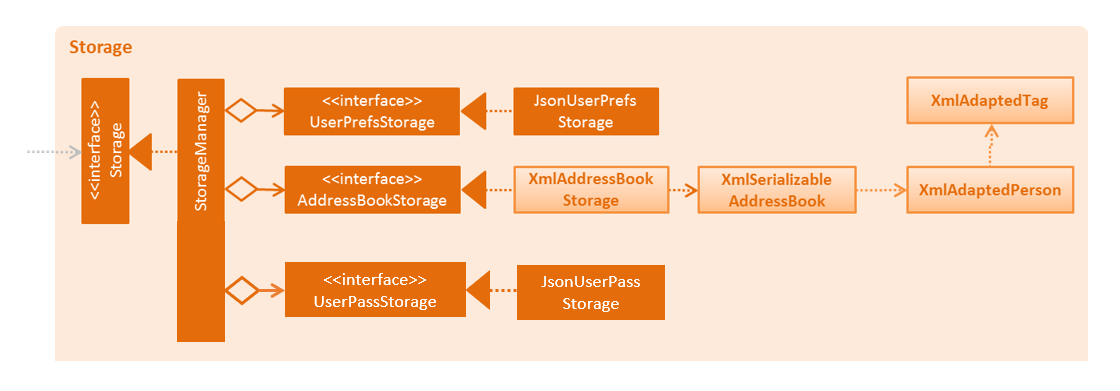 Storage
<<interface>>
Storage
StorageManager
<<interface>>
UserPrefsStorage
JsonUserPrefs
Storage
XmlAdaptedTag
<<interface>>
AddressBookStorage
XmlAddressBook
Storage
XmlSerializable
AddressBook
XmlAdaptedPerson
<<interface>>
UserPassStorage
JsonUserPass
Storage